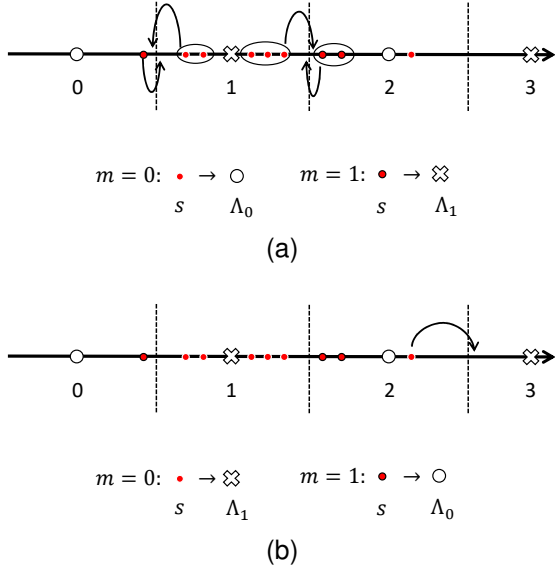 0 1 2 3
m = 0: s → Λ₀ m = 1: s → Λ₁
(a)
0 1 2 3
m = 0: s → Λ₁ m = 1: s → Λ₀
(b)